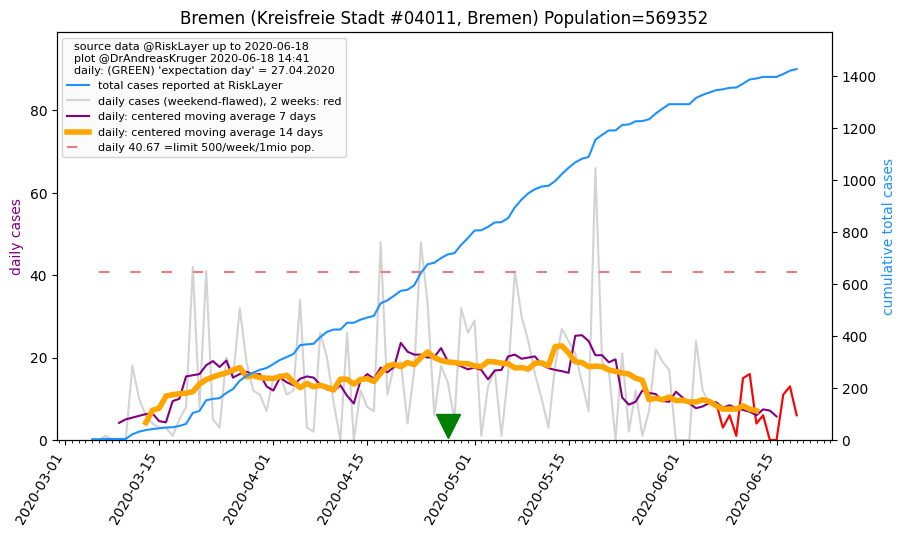 Bremen (Kreisfreie Stadt #04011, Bremen) Population=569352
source data @RiskLayer up to 2020-06-18
plot @DrAndreasKruger 2020-06-18 14:41
daily: (GREEN) 'expectation day' = 27.04.2020
total cases reported at RiskLayer
daily cases (weekend-flawed), 2 weeks: red
daily: centered moving average 7 days
daily: centered moving average 14 days
daily 40.67 =limit 500/week/1mio pop.
daily cases
0
20
40
60
80
cumulative total cases
0
200
400
600
800
1000
1200
1400
2020-03-01
2020-03-15
2020-04-01
2020-04-15
2020-05-01
2020-05-15
2020-06-01
2020-06-15